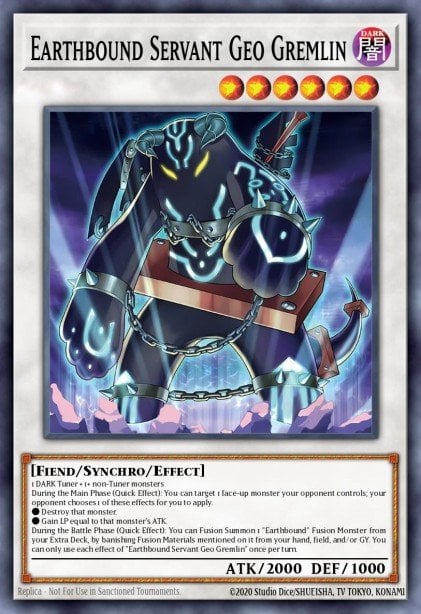 EARTHBOUND SERVANT GEO GREMLIN
DARK
闇
[FIEND/SYNCHRO/EFFECT]
1 DARK Tuner + 1+ non-Tuner monsters
During the Main Phase (Quick Effect): You can target 1 face-up monster your opponent controls; your
opponent chooses 1 of these effects for you to apply.
● Destroy that monster.
● Gain LP equal to that monster's ATK.
During the Battle Phase (Quick Effect): You can Fusion Summon 1 "Earthbound" Fusion Monster from
your Extra Deck, by banishing Fusion Materials mentioned on it from your hand, field, and/or GY. You
can only use each effect of "Earthbound Servant Geo Gremlin" once per turn.
ATK/2000 DEF/1000
Replica - Not For Use in Sanctioned Tournaments.
©2020 Studio Dice/SHUEISHA, TV TOKYO, KONAMI